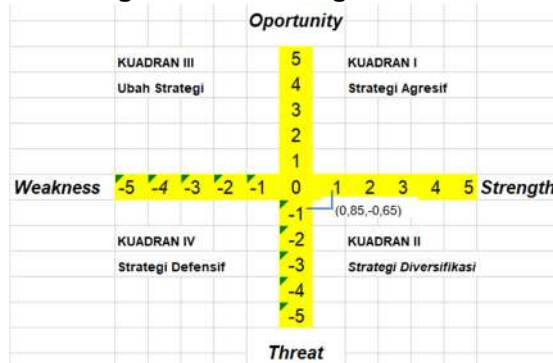 Oportunity
5
KUADRAN III KUADRAN I
4
Ubah Strategi Strategi Agresif
3
2
1
Weakness -5 -4 -3 -2 -1 0 1 2 3 4 5 Strength
-1 (0,85,-0,65)
-2
KUADRAN IV KUADRAN II
-3
Strategi Defensif Strategi Diversifikasi
-4
-5
Threat